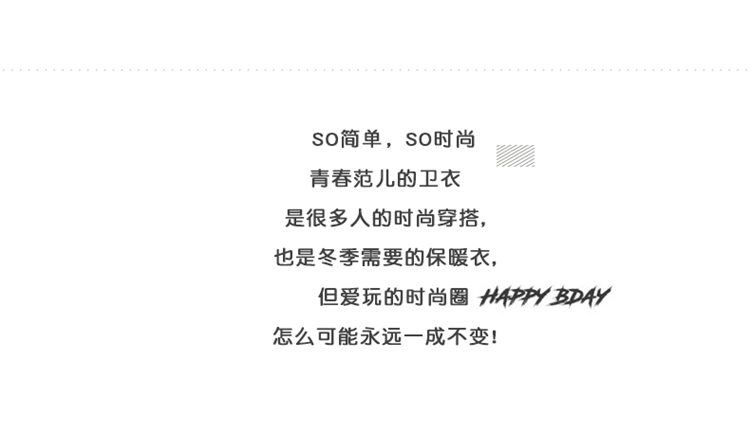 SO简单，SO时尚
青春范儿的卫衣
是很多人的时尚穿搭，
也是冬季需要的保暖衣，
但爱玩的时尚圈 HAPPY BDAY
怎么可能永远一成不变！